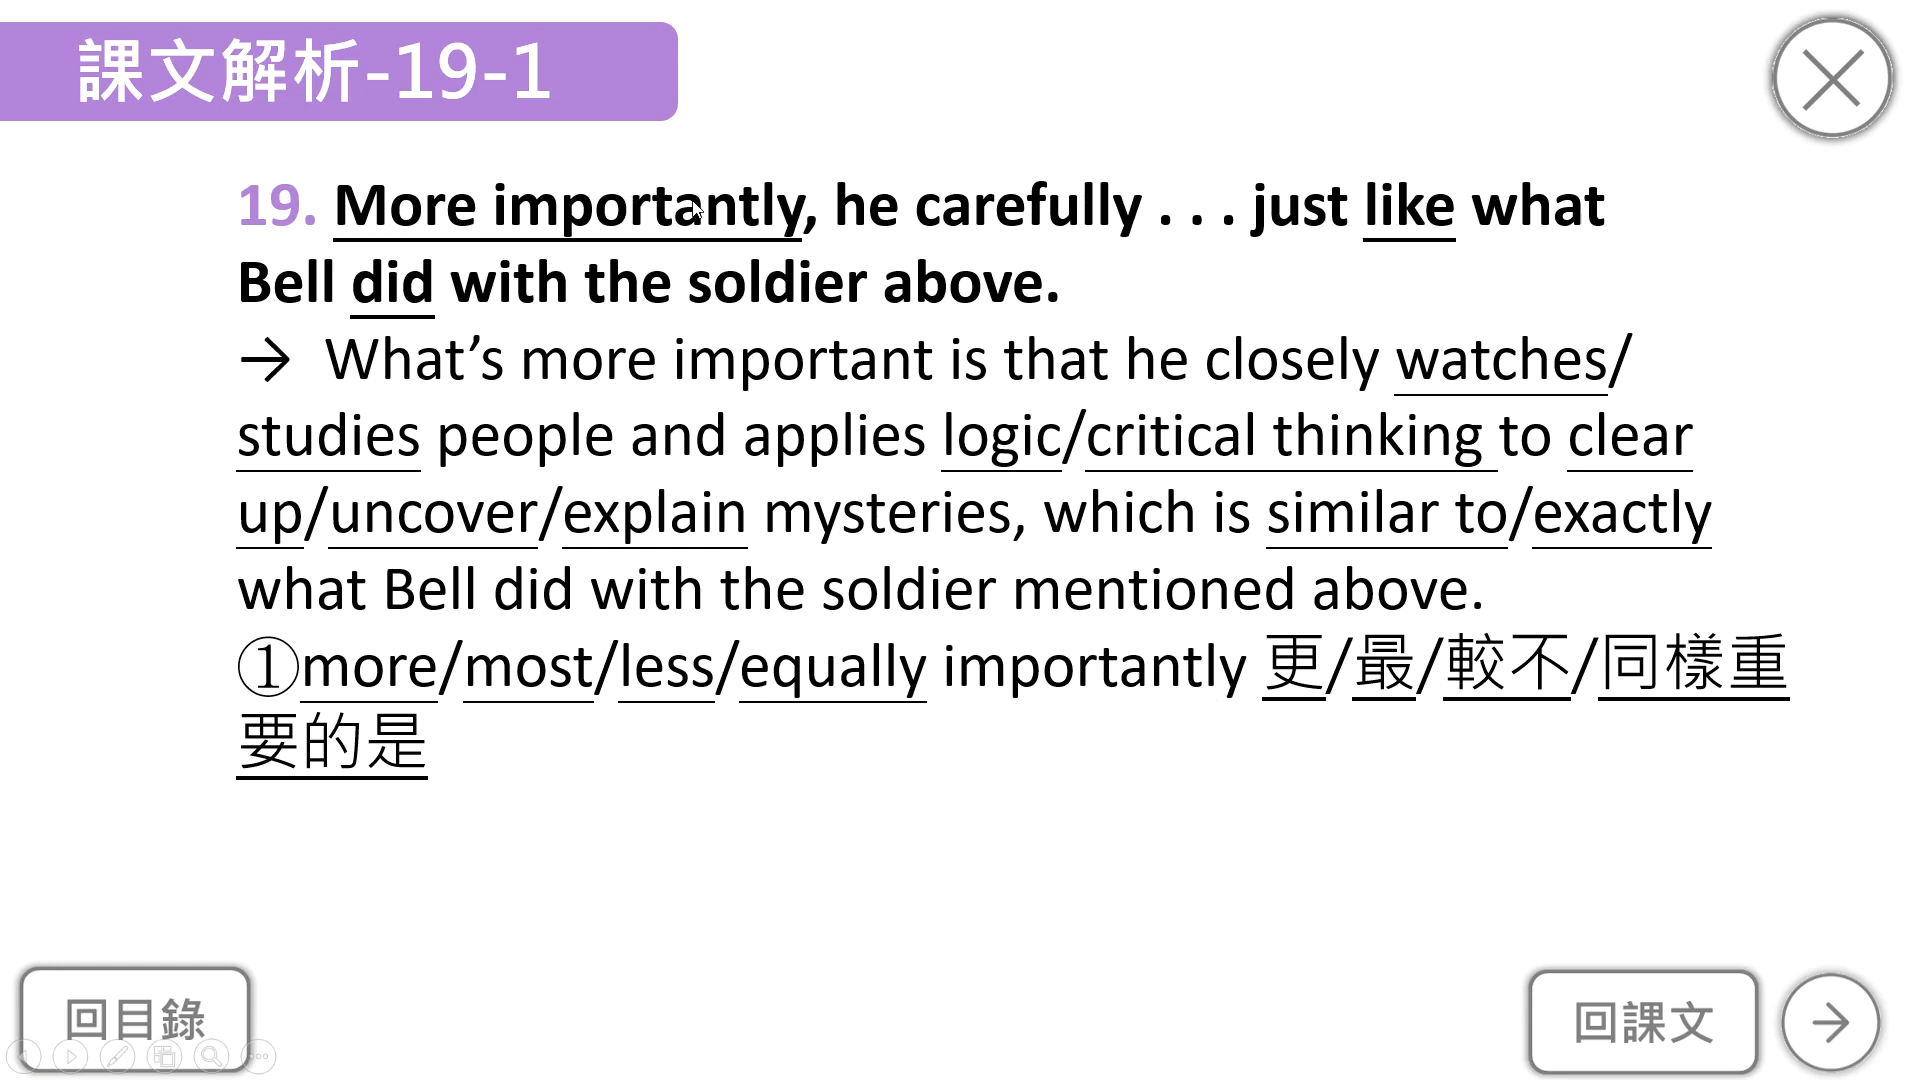 課文解析-19-1
19. More importantly, he carefully . . . just like what
Bell did with the soldier above.
→ What’s more important is that he closely watches/
studies people and applies logic/critical thinking to clear
up/uncover/explain mysteries, which is similar to/exactly
what Bell did with the soldier mentioned above.
①more/most/less/equally importantly 更/最/較不/同樣重
要的是
回目錄
回課文